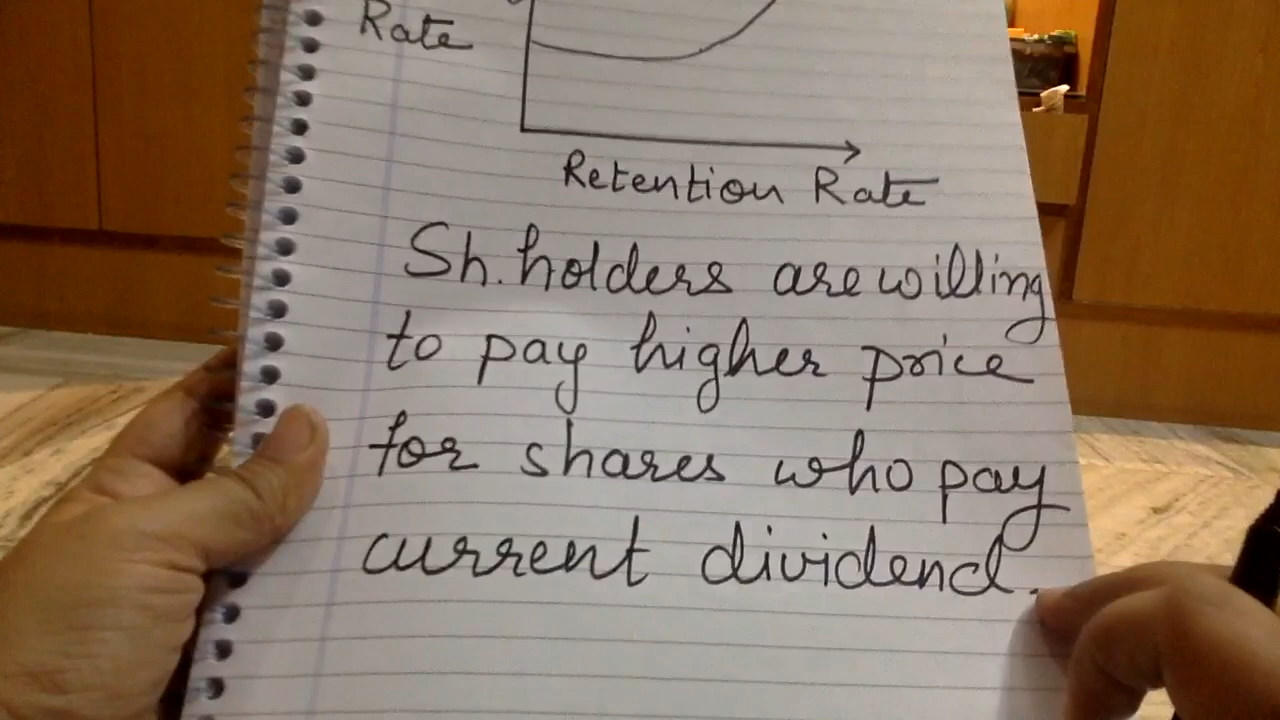 Rate
Retention Rate
Sh. holders are willing
to pay higher price
for shares who pay
current dividend.